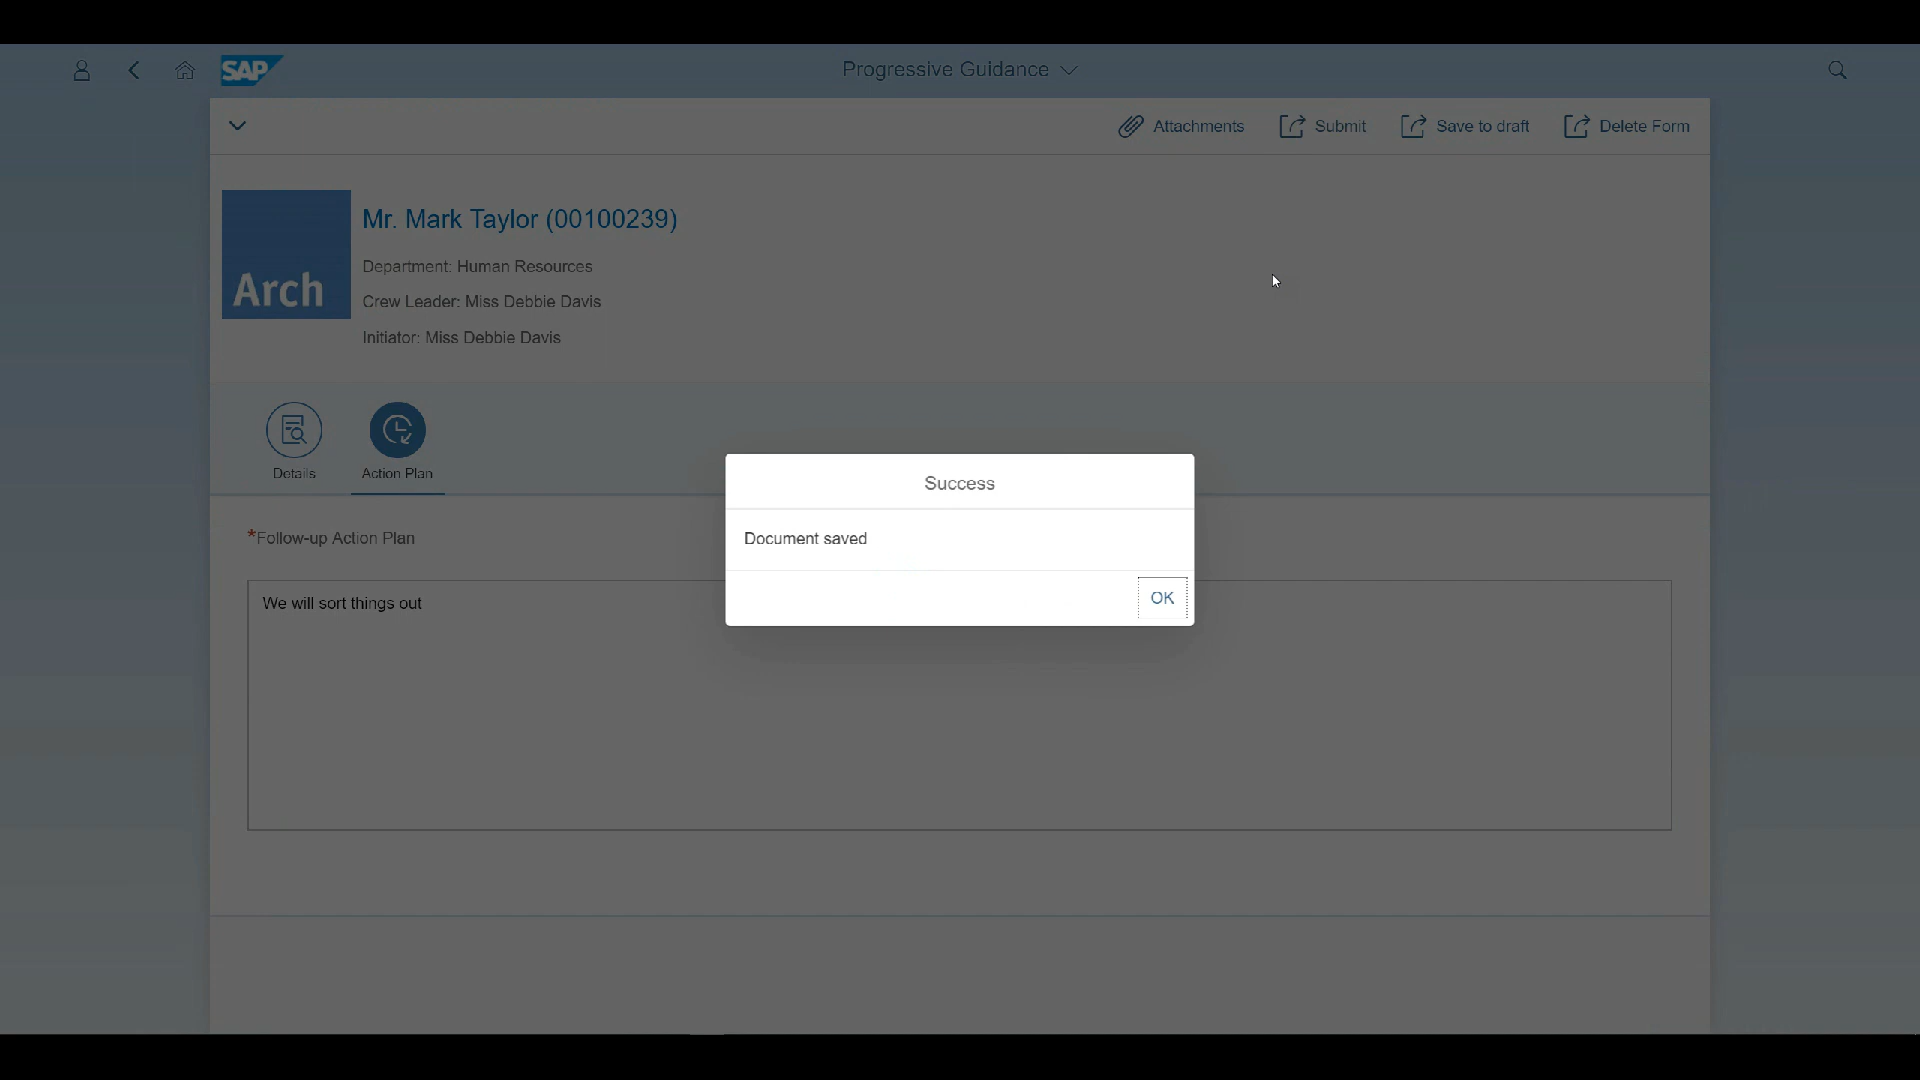 SAP
Progressive Guidance
Attachments
Submit
Save to draft
Delete Form
Arch
Mr. Mark Taylor (00100239)
Department: Human Resources
Crew Leader: Miss Debbie Davis
Initiator: Miss Debbie Davis
Details
Action Plan
*Follow-up Action Plan
We will sort things out
Success
Document saved
OK